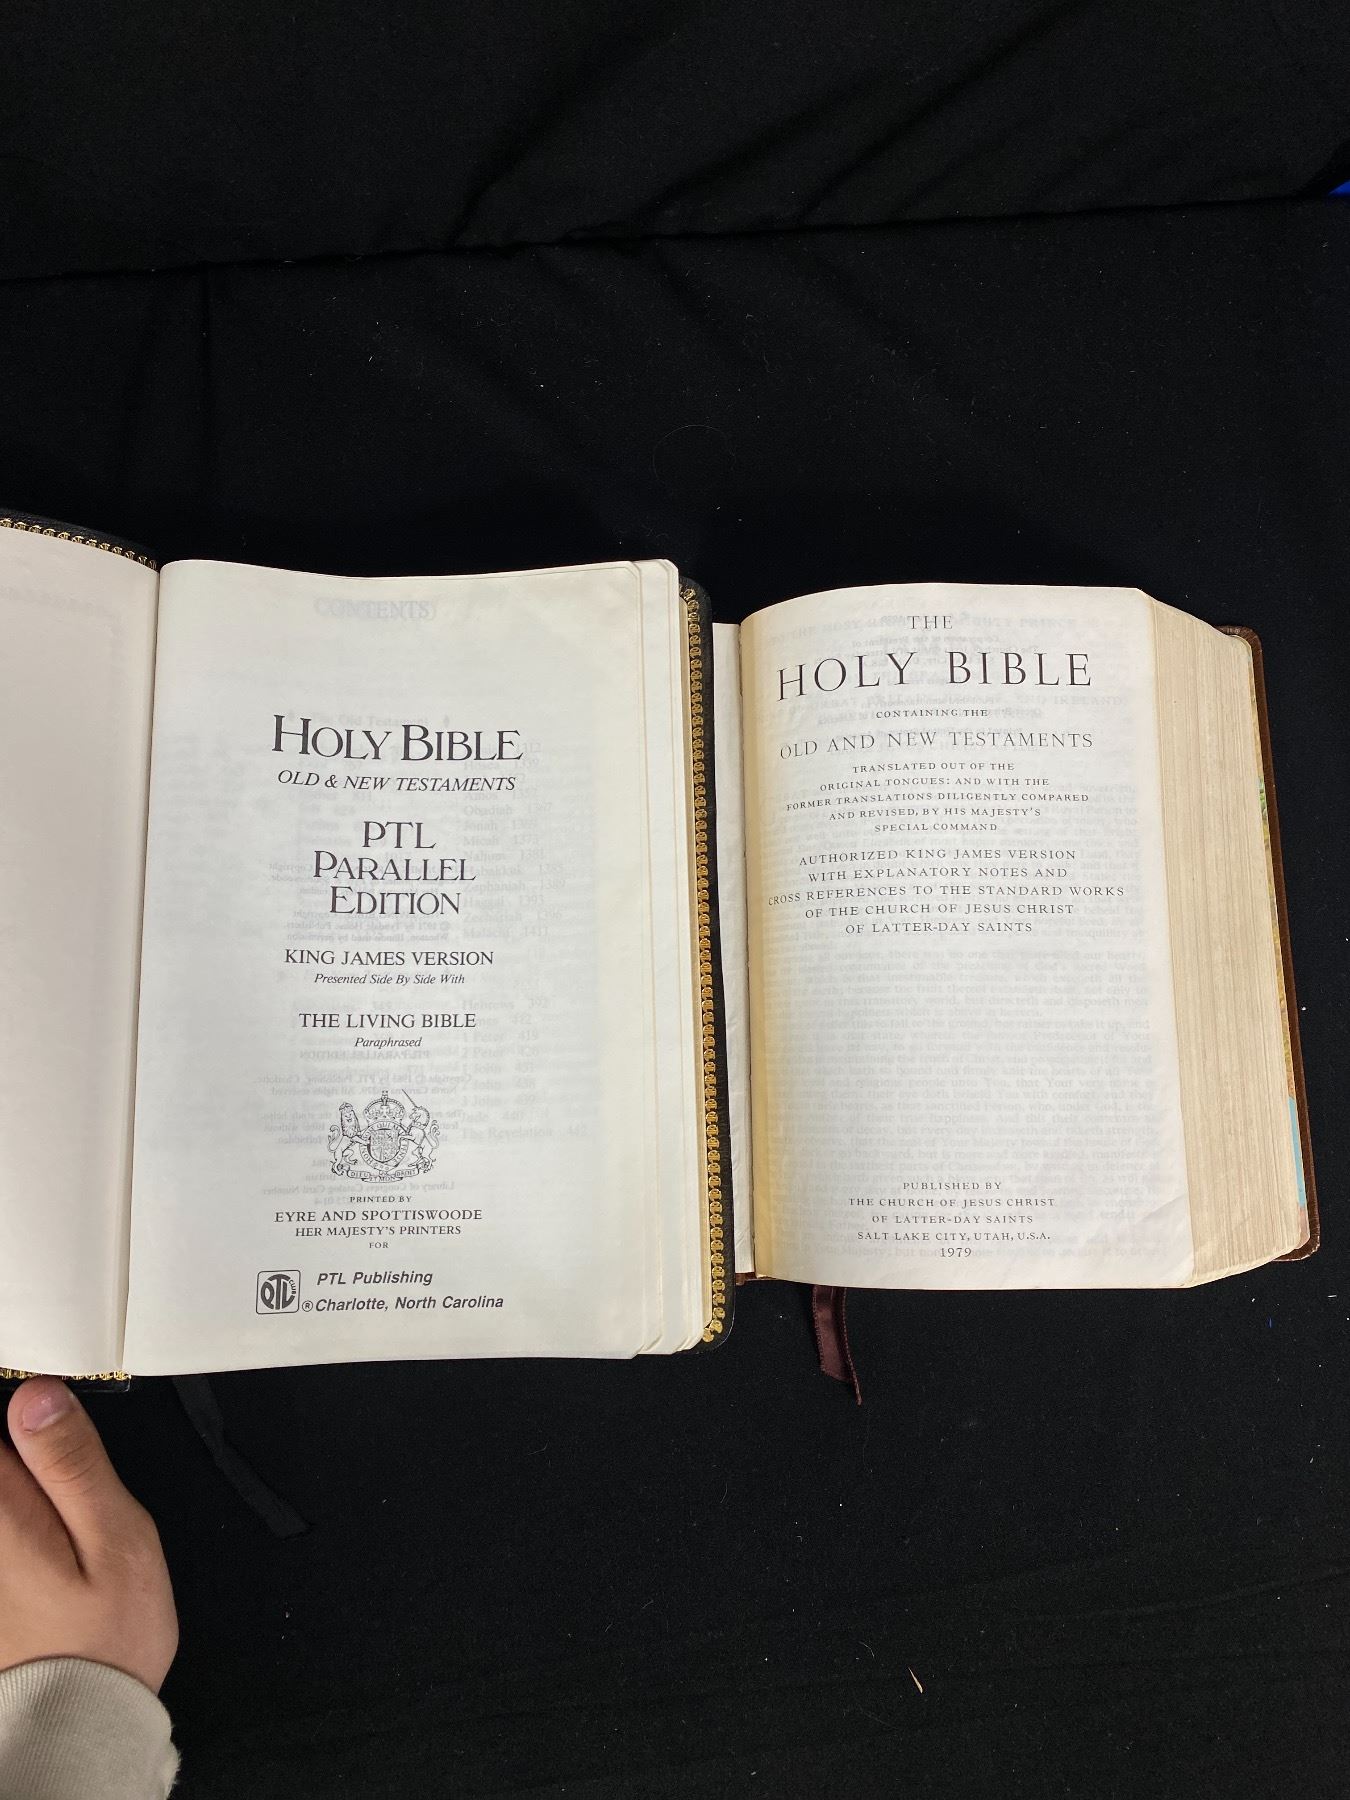 CONTENTS
HOLY BIBLE
OLD & NEW TESTAMENTS
PTL
PARALLEL
EDITION
KING JAMES VERSION
Presented Side By Side With
THE LIVING BIBLE
Paraphrased
PRINTED BY
EYRE AND SPOTTISWOODE
HER MAJESTY'S PRINTERS
FOR
PTL Publishing
® Charlotte, North Carolina
THE
HOLY BIBLE
CONTAINING THE
OLD AND NEW TESTAMENTS
TRANSLATED OUT OF THE
ORIGINAL TONGUES: AND WITH THE
FORMER TRANSLATIONS DILIGENTLY COMPARED
AND REVISED, BY HIS MAJESTY'S
SPECIAL COMMAND
AUTHORIZED KING JAMES VERSION
WITH EXPLANATORY NOTES AND
CROSS REFERENCES TO THE STANDARD WORKS
OF THE CHURCH OF JESUS CHRIST
OF LATTER-DAY SAINTS
PUBLISHED BY
THE CHURCH OF JESUS CHRIST
OF LATTER-DAY SAINTS
SALT LAKE CITY, UTAH, U.S.A.
1979